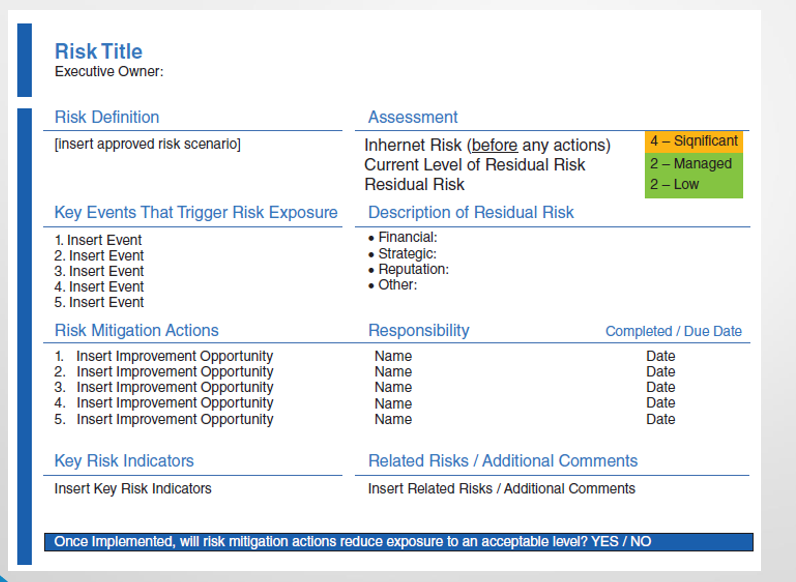 Risk Title
Executive Owner:
Risk Definition
[insert approved risk scenario]
Assessment
Inhernet Risk (before any actions)
4 – Siqnificant
Current Level of Residual Risk
2 – Managed
Residual Risk
2 – Low
Key Events That Trigger Risk Exposure
1. Insert Event
2. Insert Event
3. Insert Event
4. Insert Event
5. Insert Event
Description of Residual Risk
• Financial:
• Strategic:
• Reputation:
• Other:
Risk Mitigation Actions Responsibility Completed / Due Date
1. Insert Improvement Opportunity Name Date
2. Insert Improvement Opportunity Name Date
3. Insert Improvement Opportunity Name Date
4. Insert Improvement Opportunity Name Date
5. Insert Improvement Opportunity Name Date
Key Risk Indicators
Insert Key Risk Indicators
Related Risks / Additional Comments
Insert Related Risks / Additional Comments
Once Implemented, will risk mitigation actions reduce exposure to an acceptable level? YES / NO